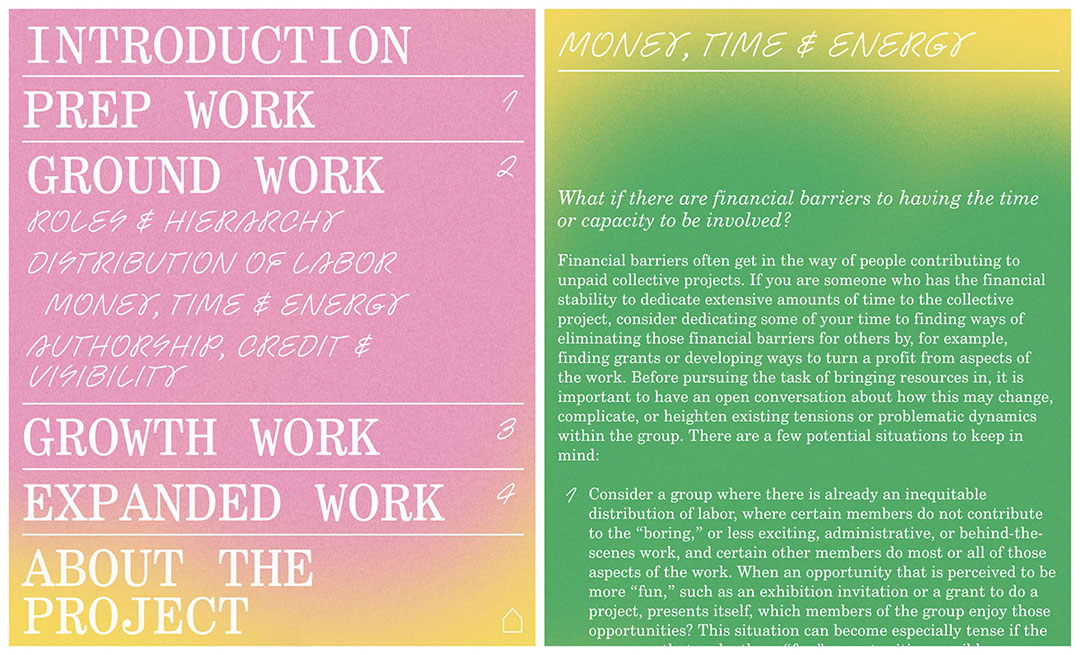 INTRODUCTION
PREP WORK 1
GROUND WORK 2
ROLES & HIERARCHY
DISTRIBUTION OF LABOR
MONEY, TIME & ENERGY
AUTHORSHIP, CREDIT &
VISIBILITY
GROWTH WORK 3
EXPANDED WORK 4
ABOUT THE
PROJECT
MONEY, TIME & ENERGY
What if there are financial barriers to having the time
or capacity to be involved?
Financial barriers often get in the way of people contributing to
unpaid collective projects. If you are someone who has the financial
stability to dedicate extensive amounts of time to the collective
project, consider dedicating some of your time to finding ways of
eliminating those financial barriers for others by, for example,
finding grants or developing ways to turn a profit from aspects of
the work. Before pursuing the task of bringing resources in, it is
important to have an open conversation about how this may change,
complicate, or heighten existing tensions or problematic dynamics
within the group. There are a few potential situations to keep in
mind:
1 Consider a group where there is already an inequitable
distribution of labor, where certain members do not contribute
to the “boring,” or less exciting, administrative, or behind-the-
scenes work, and certain other members do most or all of those
aspects of the work. When an opportunity that is perceived to be
more “fun,” such as an exhibition invitation or a grant to do a
project, presents itself, which members of the group enjoy those
opportunities? This situation can become especially tense if the